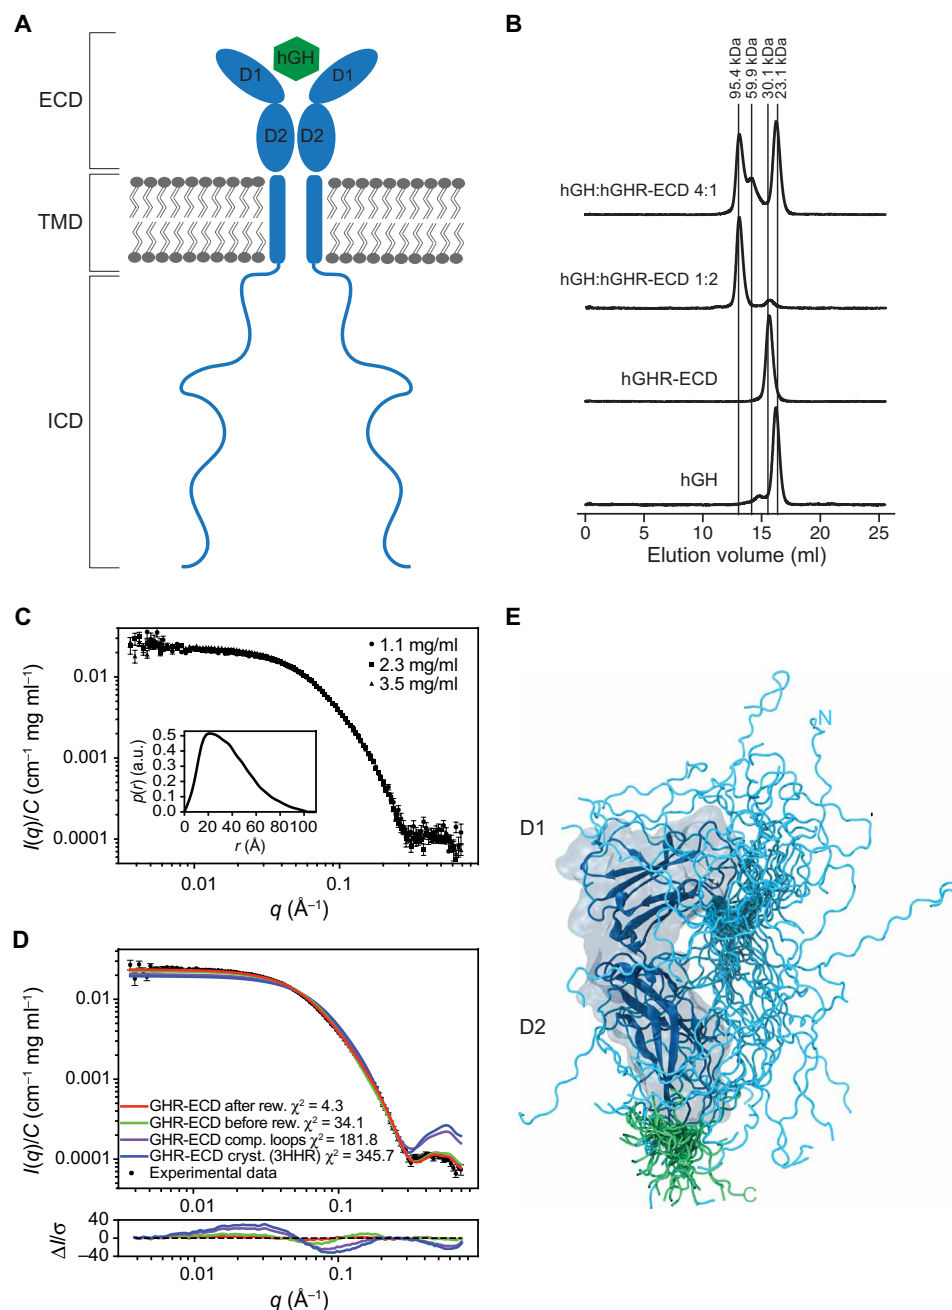 A
hGH
D1 D1
D2 D2
ECD
TMD
ICD
B
95.4 kDa
59.9 kDa
30.1 kDa
23.1 kDa
hGH:hGHR-ECD 4:1
hGH:hGHR-ECD 1:2
hGHR-ECD
hGH
0 5 10 15 20 25
Elution volume (ml)
C
I(q)/C (cm⁻¹ mg ml⁻¹)
0.01
0.001
0.0001
1.1 mg/ml
2.3 mg/ml
3.5 mg/ml
p(r) (a.u.)
0.5
0.4
0.3
0.2
0.1
0
0 20 40 60 80 100
r (Å)
0.01 0.1
q (Å⁻¹)
D
I(q)/C (cm⁻¹ mg ml⁻¹)
0.01
0.001
0.0001
GHR-ECD after rew. χ² = 4.3
GHR-ECD before rew. χ² = 34.1
GHR-ECD comp. loops χ² = 181.8
GHR-ECD cryst. (3HHR) χ² = 345.7
Experimental data
0.01 0.1
ΔI/σ
40
0
−40
0.01 0.1
q (Å⁻¹)
E
N
D1
D2
C